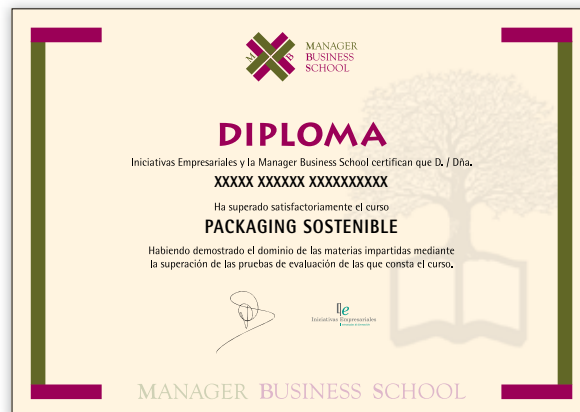 M B
MANAGER
BUSINESS
SCHOOL
DIPLOMA
Iniciativas Empresariales y la Manager Business School certifican que D. / Dña.
XXXXX XXXXXX XXXXXXXXXX
Ha superado satisfactoriamente el curso
PACKAGING SOSTENIBLE
Habiendo demostrado el dominio de las materias impartidas mediante
la superación de las pruebas de evaluación de las que consta el curso.
Ie
Iniciativas Empresariales
MANAGER BUSINESS SCHOOL